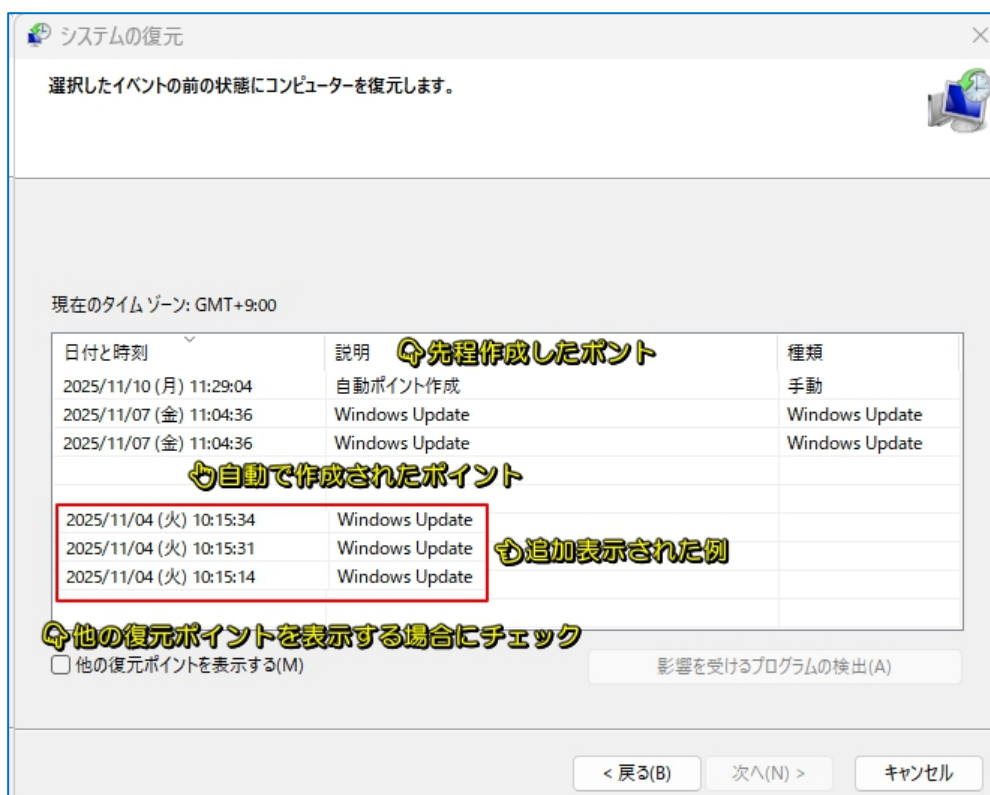 システムの復元
選択したイベントの前の状態にコンピューターを復元します。
現在のタイム ゾーン: GMT+9:00
日付と時刻 説明 先程作成したポント 種類
2025/11/10 (月) 11:29:04 自動ポイント作成 手動
2025/11/07 (金) 11:04:36 Windows Update Windows Update
2025/11/07 (金) 11:04:36 Windows Update Windows Update
自動で作成されたポイント
2025/11/04 (火) 10:15:34 Windows Update
2025/11/04 (火) 10:15:31 Windows Update 追加表示された例
2025/11/04 (火) 10:15:14 Windows Update
他の復元ポイントを表示する場合にチェック
他の復元ポイントを表示する(M) 影響を受けるプログラムの検出(A)
< 戻る(B) 次へ(N) > キャンセル